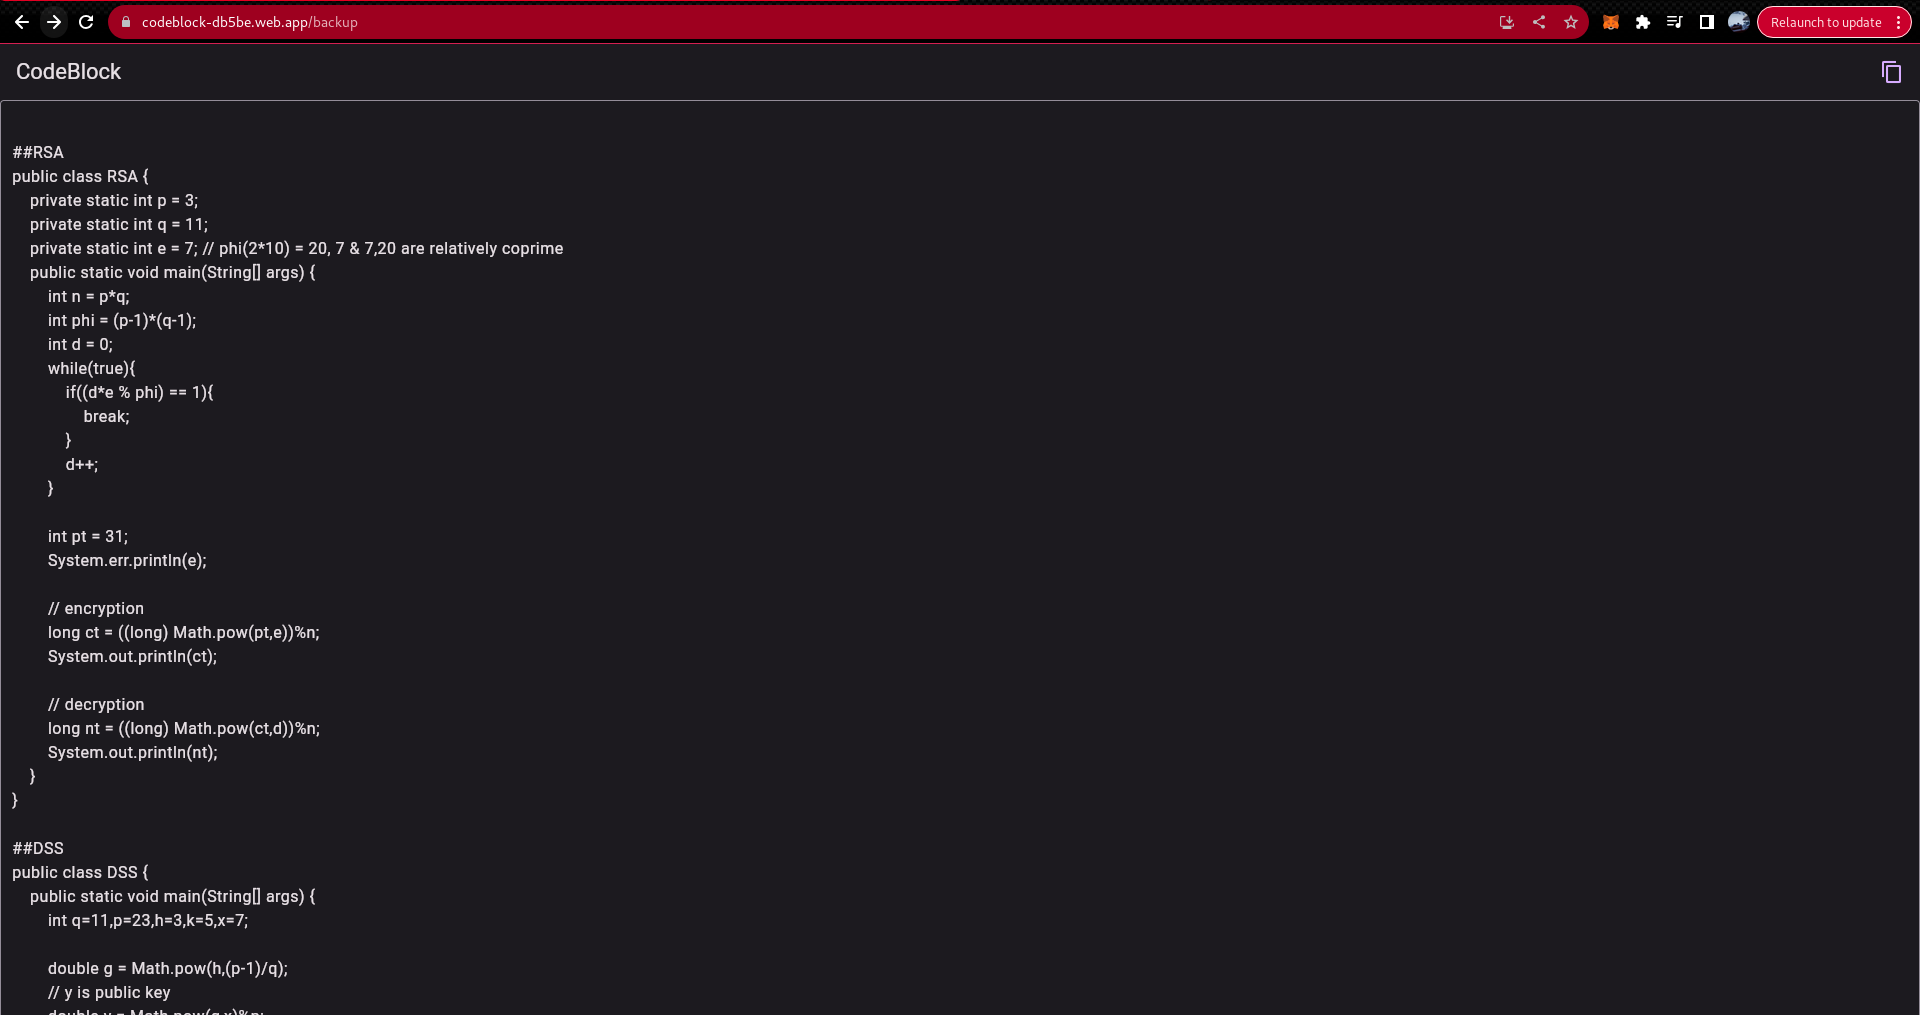 codeblock-db5be.web.app/backup
Relaunch to update
CodeBlock
##RSA
public class RSA {
private static int p = 3;
private static int q = 11;
private static int e = 7; // phi(2*10) = 20, 7 & 7,20 are relatively coprime
public static void main(String[] args) {
int n = p*q;
int phi = (p-1)*(q-1);
int d = 0;
while(true){
if((d*e % phi) == 1){
break;
}
d++;
}
int pt = 31;
System.err.println(e);
// encryption
long ct = ((long) Math.pow(pt,e))%n;
System.out.println(ct);
// decryption
long nt = ((long) Math.pow(ct,d))%n;
System.out.println(nt);
}
}
##DSS
public class DSS {
public static void main(String[] args) {
int q=11,p=23,h=3,k=5,x=7;
double g = Math.pow(h,(p-1)/q);
// y is public key
double y = Math.pow(g,x)%p;